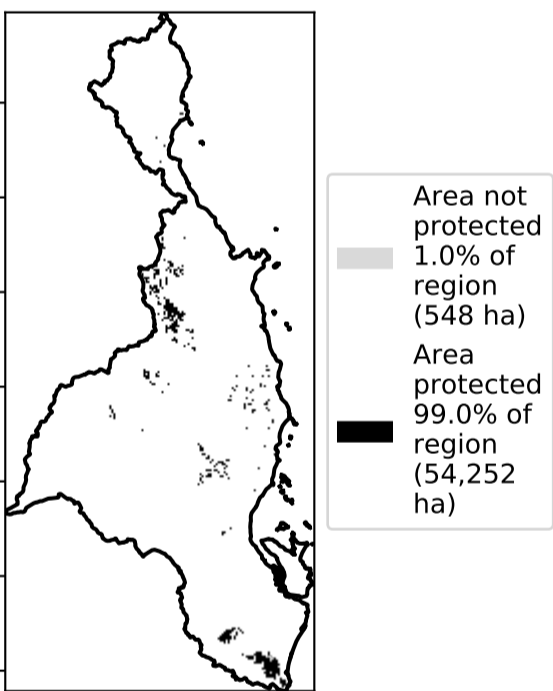 Area not
protected
1.0% of
region
(548 ha)
Area
protected
99.0% of
region
(54,252
ha)